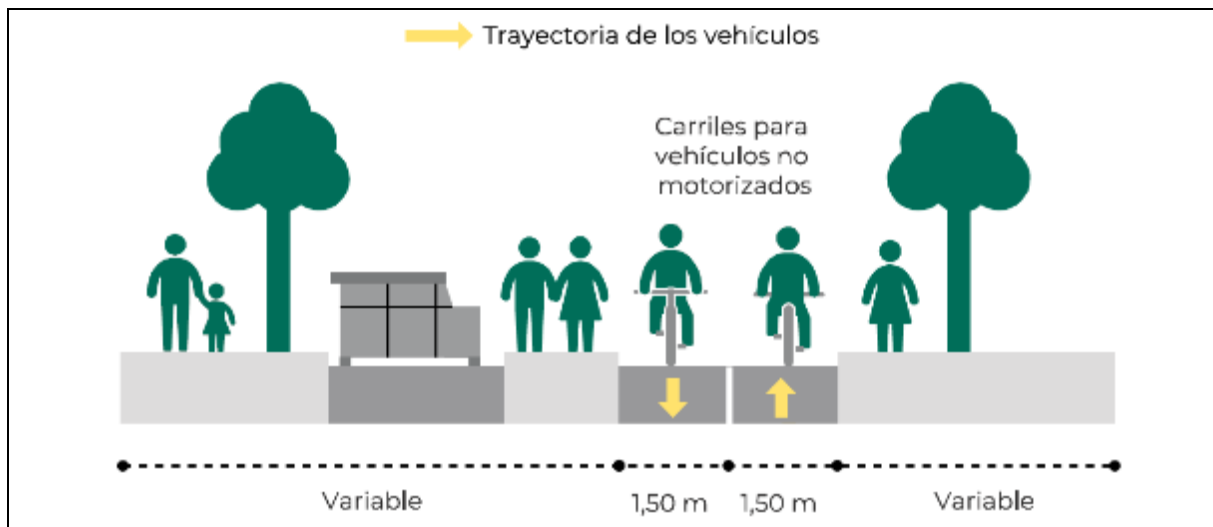 Trayectoria de los vehículos
Carriles para
vehículos no
motorizados
Variable
1,50 m
1,50 m
Variable